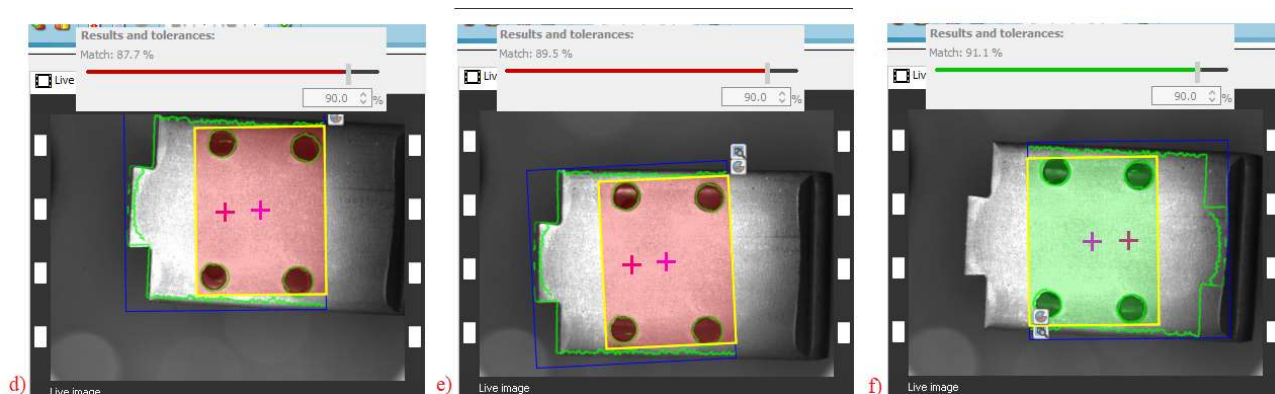 Results and tolerances:
Match: 87.7 %
Live
90.0 %
Live image
d)
Results and tolerances:
Match: 89.5 %
Liv
90.0 %
Live image
e)
Results and tolerances:
Match: 91.1 %
Liv
90.0 %
Live image
f)